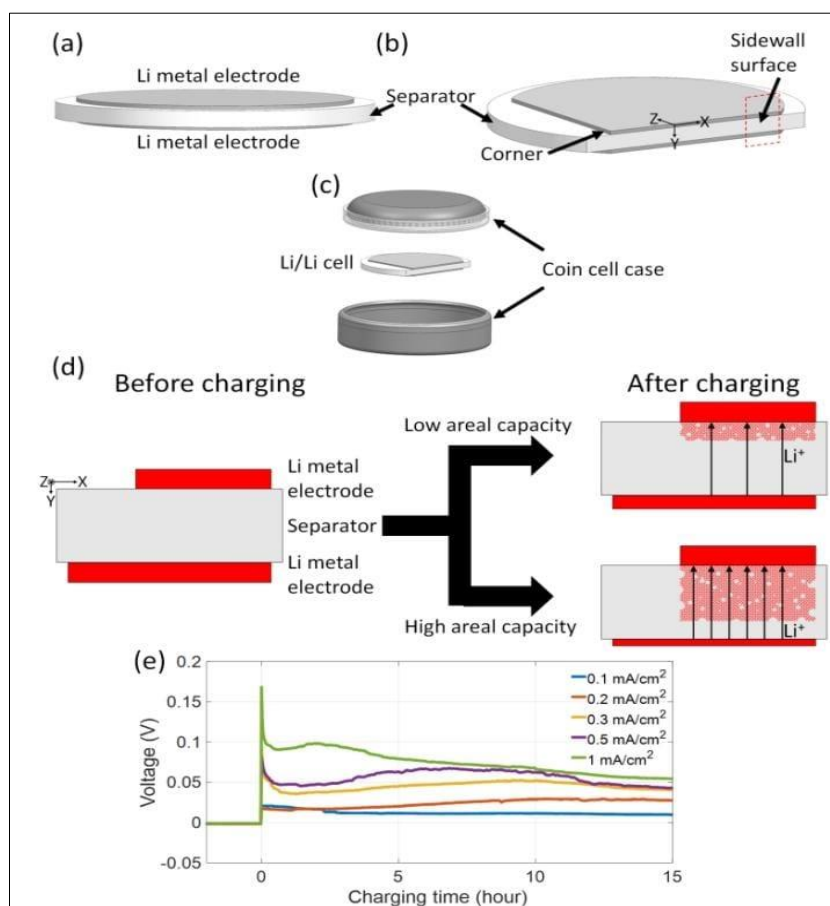 (a)
Li metal electrode
Separator
Li metal electrode
(b)
Sidewall
surface
Z
X
Y
Corner
(c)
Li/Li cell
Coin cell case
(d)
Before charging
After charging
Low areal capacity
Li⁺
Z
X
Y
Li metal
electrode
Separator
Li metal
electrode
High areal capacity
Li⁺
(e)
0.2
0.15
0.1
0.05
0
-0.05
Voltage (V)
0.1 mA/cm²
0.2 mA/cm²
0.3 mA/cm²
0.5 mA/cm²
1 mA/cm²
0
5
10
15
Charging time (hour)